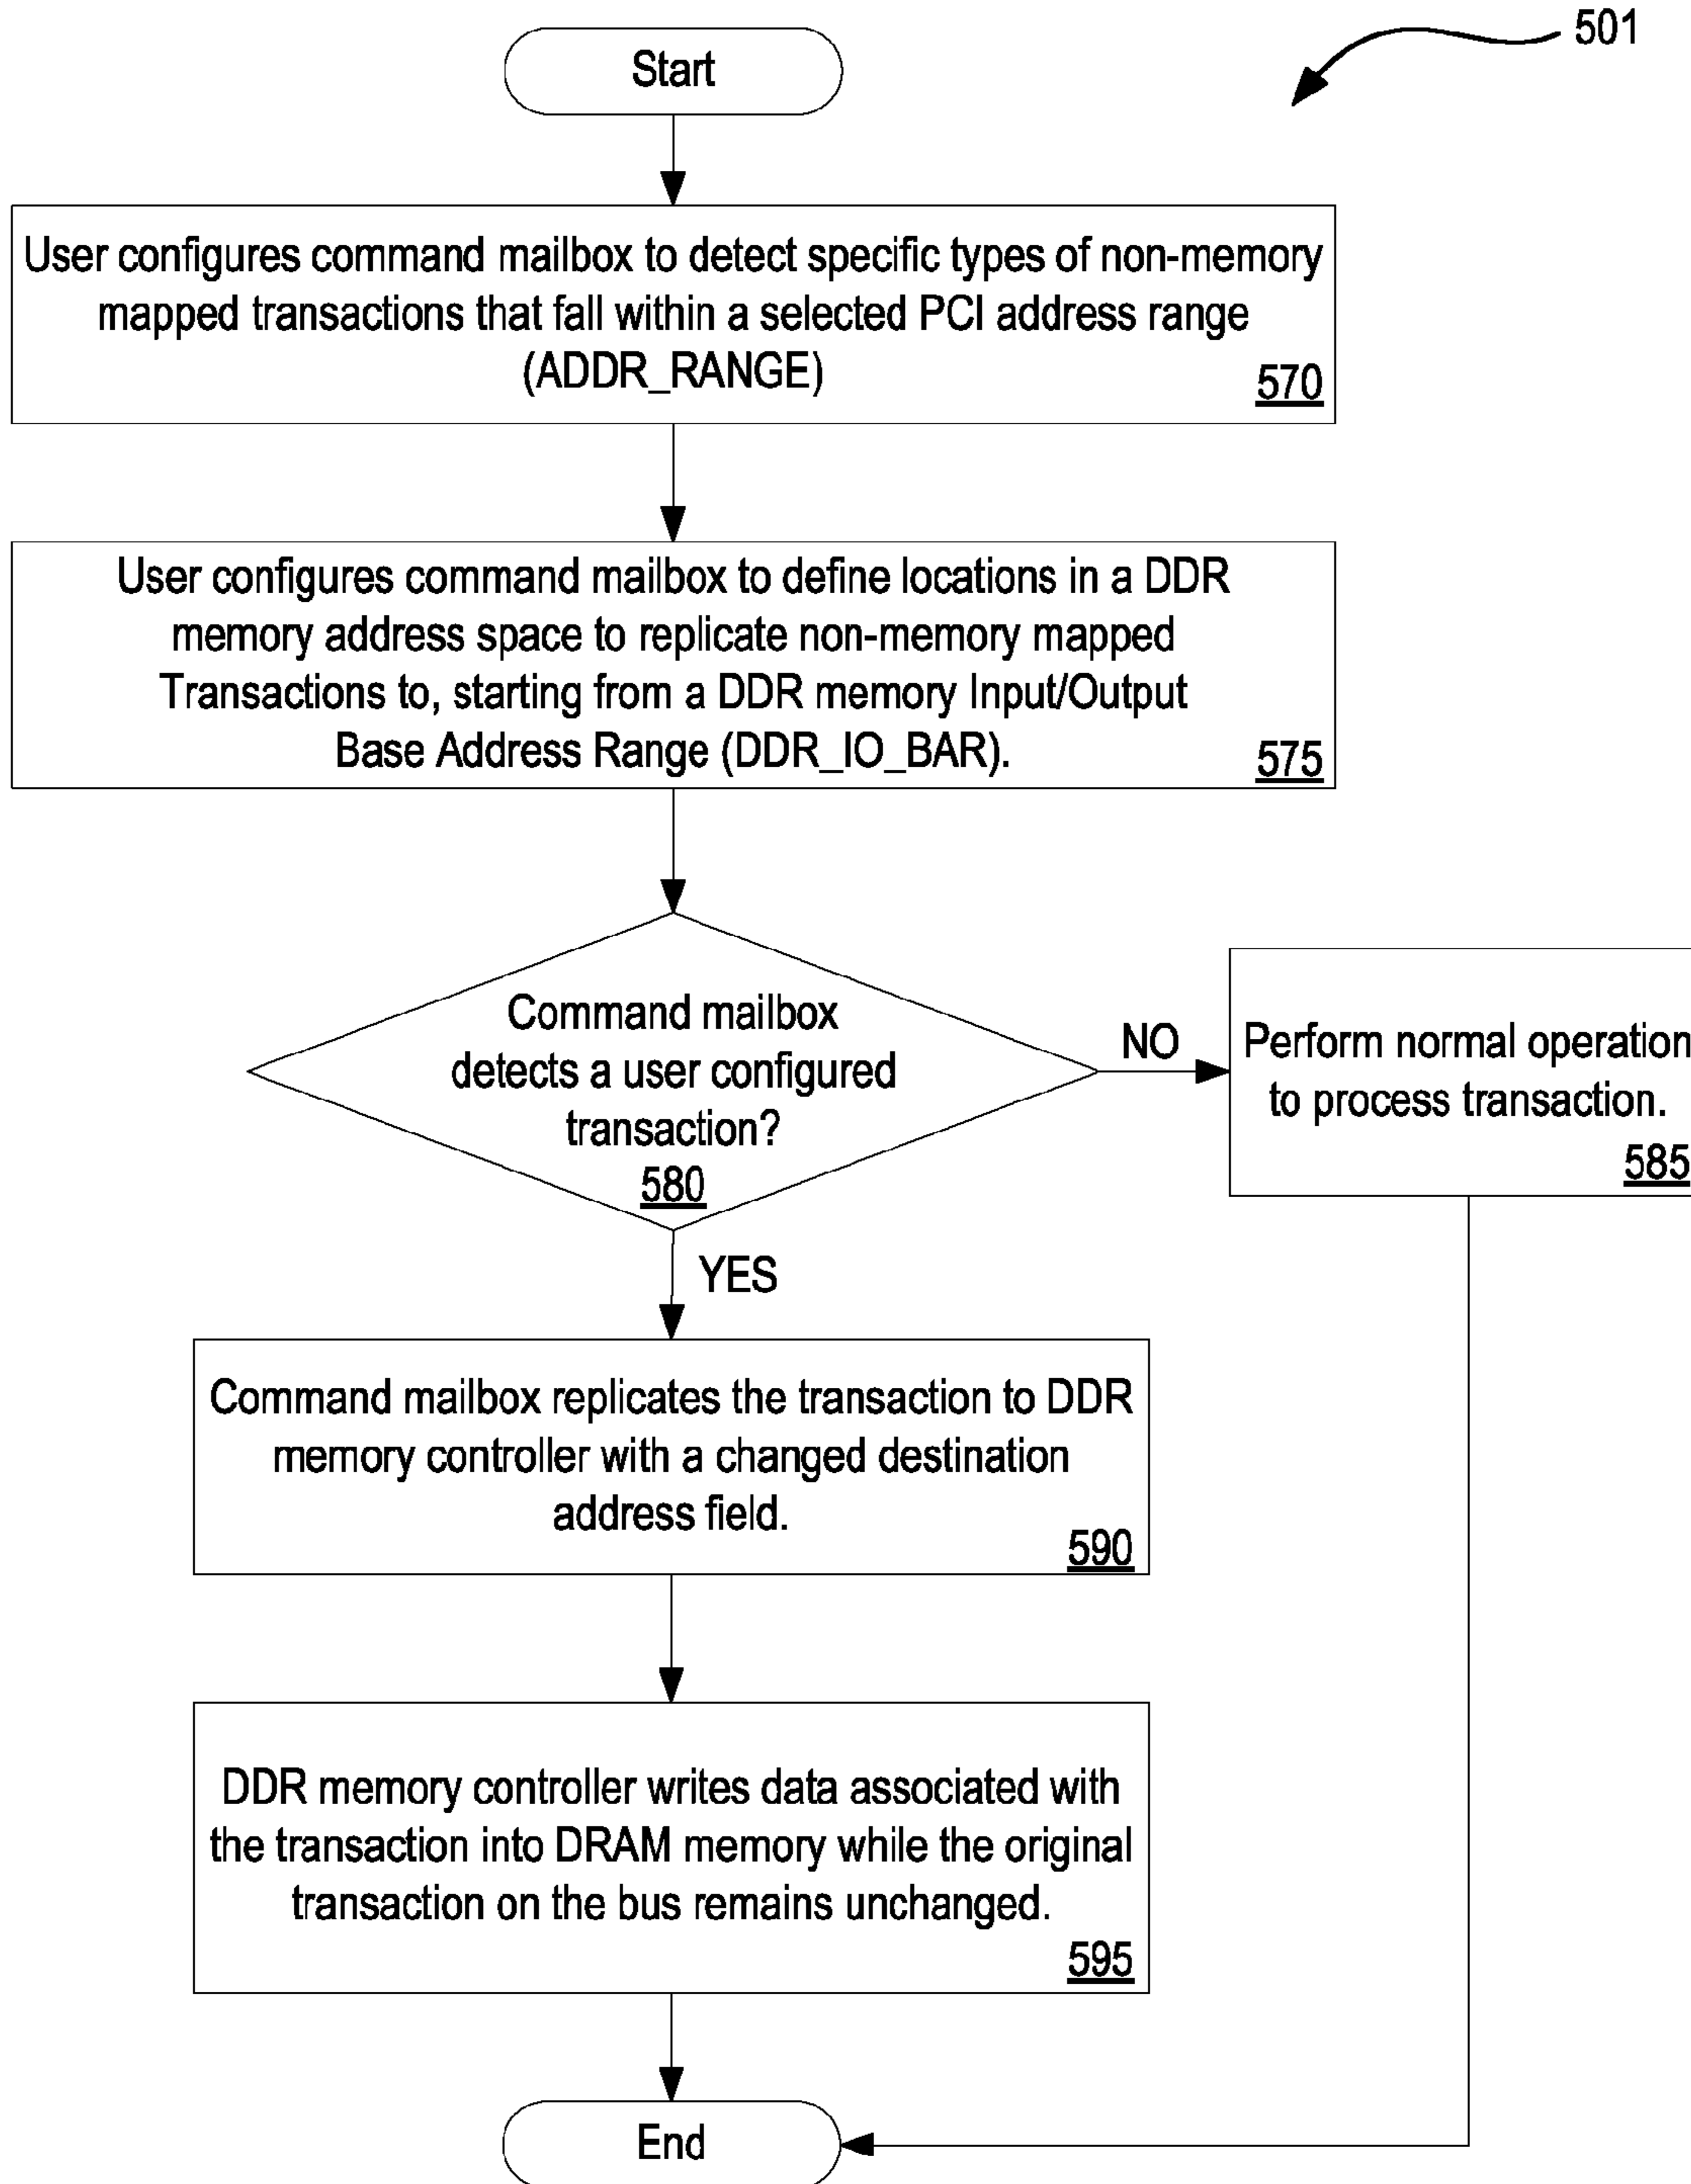 501
Start
User configures command mailbox to detect specific types of non-memory
mapped transactions that fall within a selected PCI address range
(ADDR_RANGE)
570
User configures command mailbox to define locations in a DDR
memory address space to replicate non-memory mapped
Transactions to, starting from a DDR memory Input/Output
Base Address Range (DDR_IO_BAR).
575
Command mailbox
detects a user configured
transaction?
580
NO
Perform normal operation
to process transaction.
585
YES
Command mailbox replicates the transaction to DDR
memory controller with a changed destination
address field.
590
DDR memory controller writes data associated with
the transaction into DRAM memory while the original
transaction on the bus remains unchanged.
595
End